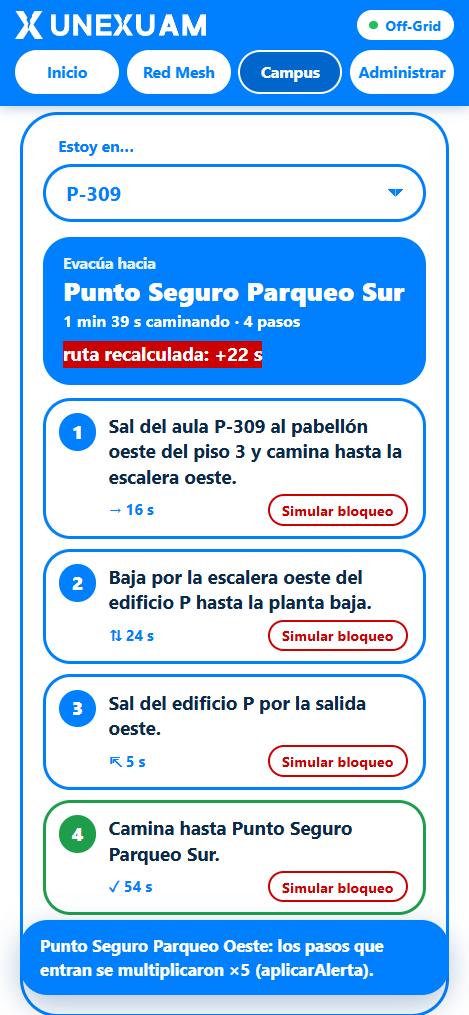 UNEXUAM
Off-Grid
Inicio
Red Mesh
Campus
Administrar
Estoy en...
P-309
Evacúa hacia
Punto Seguro Parqueo Sur
1 min 39 s caminando · 4 pasos
ruta recalculada: +22 s
1
Sal del aula P-309 al pabellón
oeste del piso 3 y camina hasta la
escalera oeste.
→ 16 s
Simular bloqueo
2
Baja por la escalera oeste del
edificio P hasta la planta baja.
⇅ 24 s
Simular bloqueo
3
Sal del edificio P por la salida
oeste.
↖ 5 s
Simular bloqueo
4
Camina hasta Punto Seguro
Parqueo Sur.
✓ 54 s
Simular bloqueo
Punto Seguro Parqueo Oeste: los pasos que
entran se multiplicaron ×5 (aplicarAlerta).